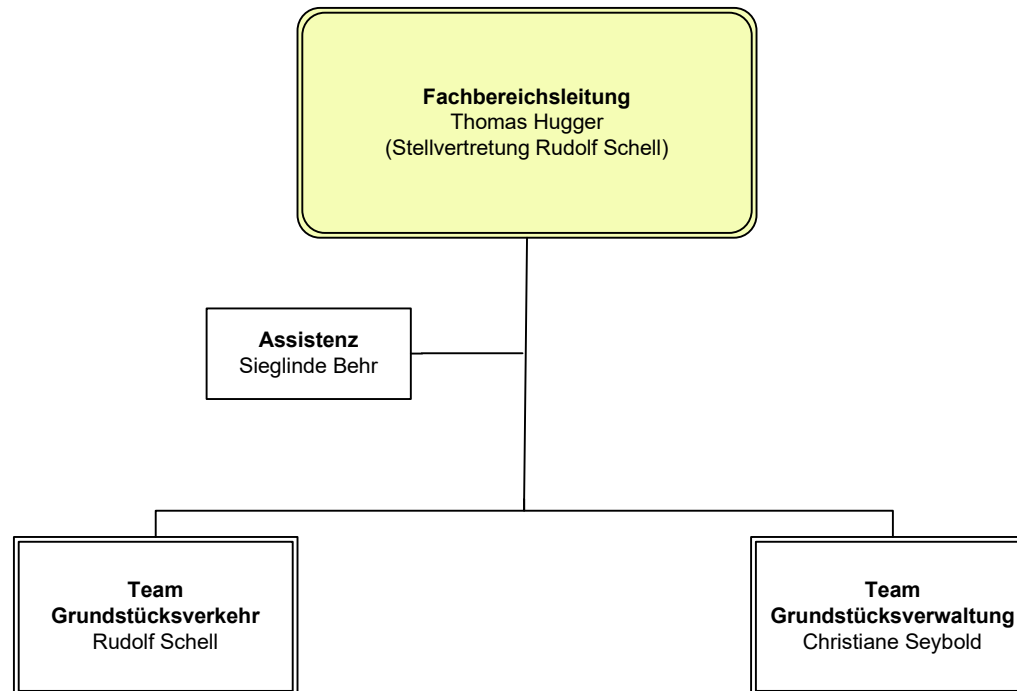 Fachbereichsleitung
Thomas Hugger
(Stellvertretung Rudolf Schell)
Assistenz
Sieglinde Behr
Team
Grundstücksverkehr
Rudolf Schell
Team
Grundstücksverwaltung
Christiane Seybold